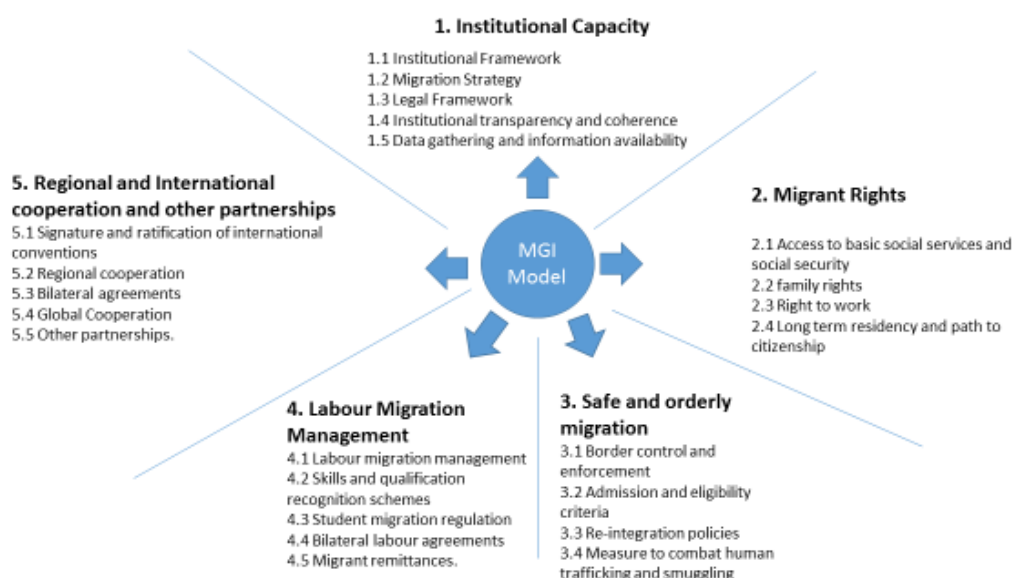 1. Institutional Capacity
1.1 Institutional Framework
1.2 Migration Strategy
1.3 Legal Framework
1.4 Institutional transparency and coherence
1.5 Data gathering and information availability
5. Regional and International
cooperation and other partnerships
5.1 Signature and ratification of international
conventions
5.2 Regional cooperation
5.3 Bilateral agreements
5.4 Global Cooperation
5.5 Other partnerships.
MGI
Model
2. Migrant Rights
2.1 Access to basic social services and
social security
2.2 family rights
2.3 Right to work
2.4 Long term residency and path to
citizenship
4. Labour Migration
Management
4.1 Labour migration management
4.2 Skills and qualification
recognition schemes
4.3 Student migration regulation
4.4 Bilateral labour agreements
4.5 Migrant remittances.
3. Safe and orderly
migration
3.1 Border control and
enforcement
3.2 Admission and eligibility
criteria
3.3 Re-integration policies
3.4 Measure to combat human
trafficking and smuggling